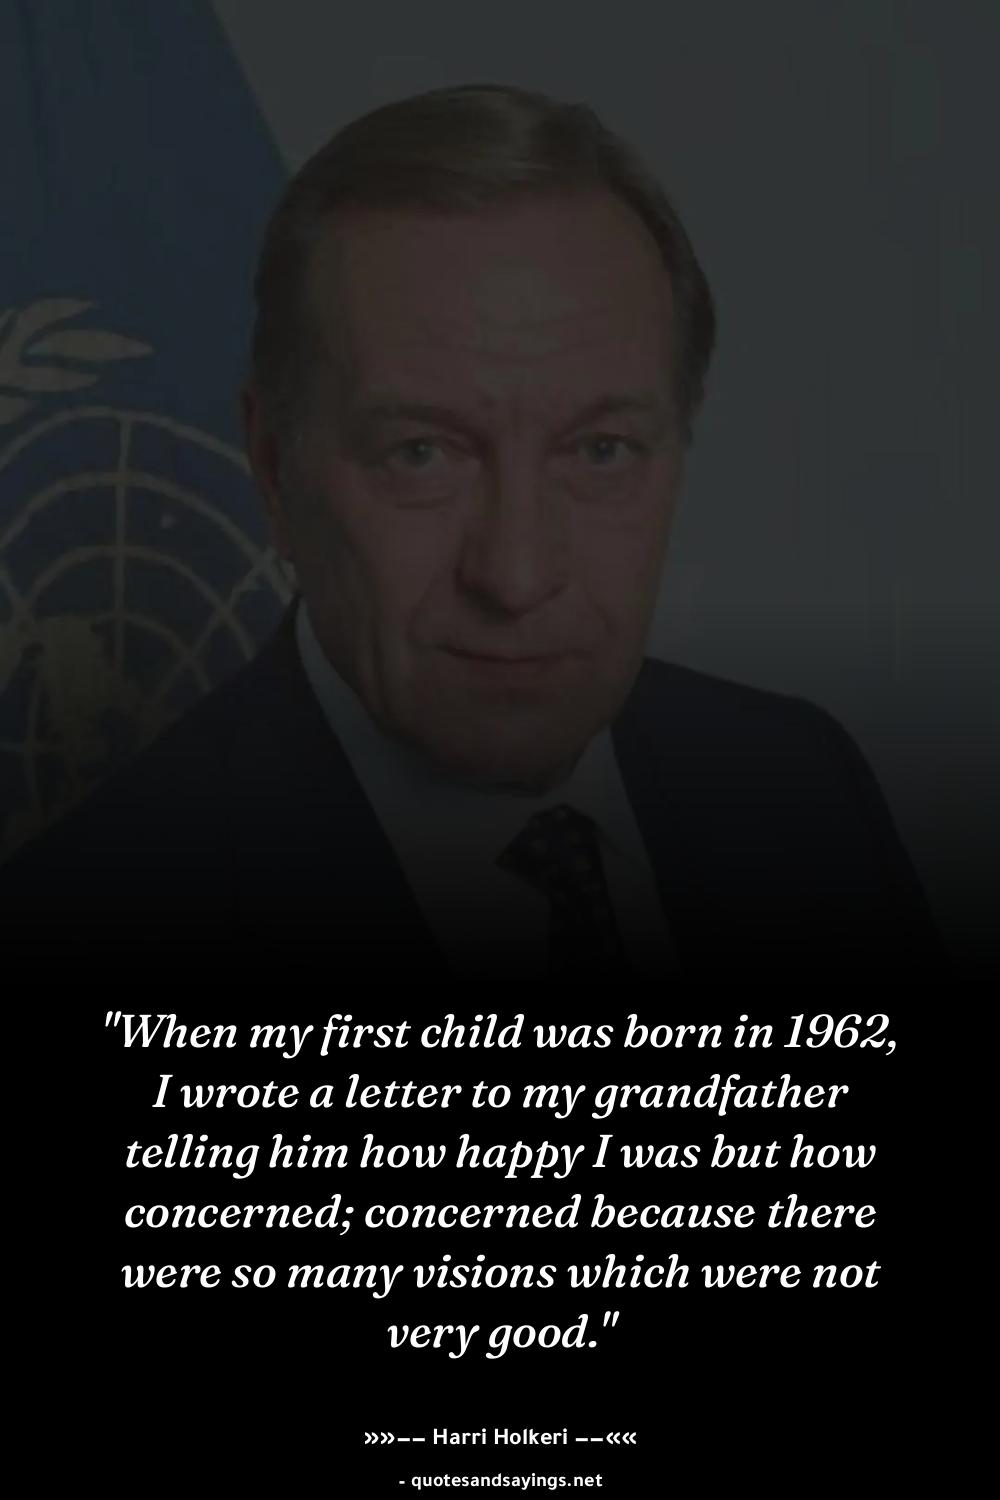 "When my first child was born in 1962,
I wrote a letter to my grandfather
telling him how happy I was but how
concerned; concerned because there
were so many visions which were not
very good."
»»−− Harri Holkeri −−««
- quotesandsayings.net